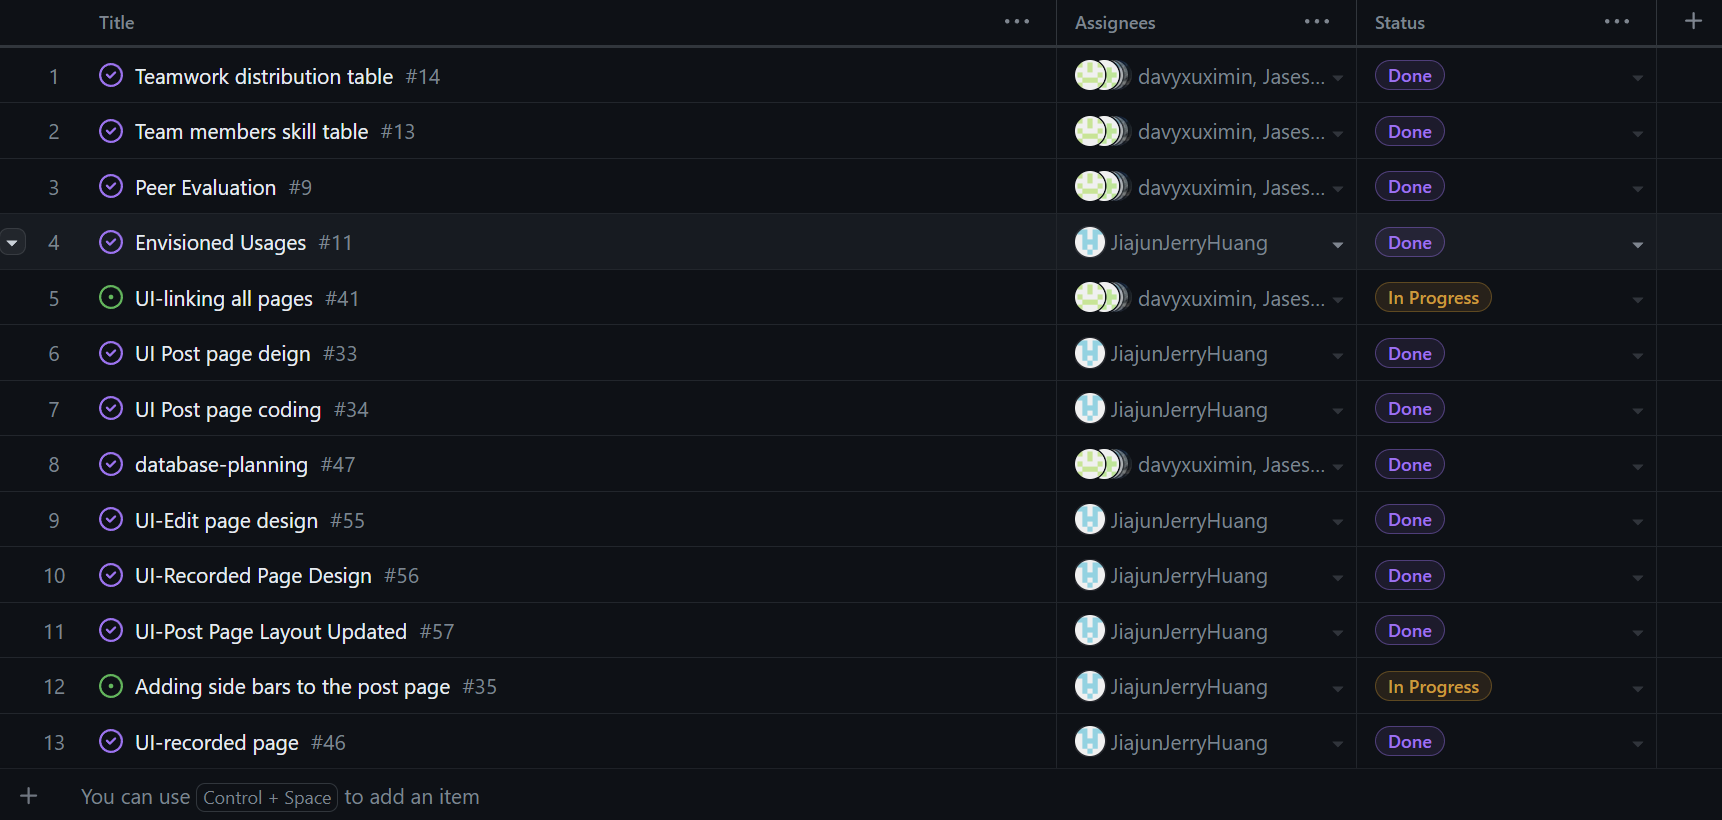 Title ... Assignees ... Status ... +
1 Teamwork distribution table #14 davyxuximin, Jases... Done
2 Team members skill table #13 davyxuximin, Jases... Done
3 Peer Evaluation #9 davyxuximin, Jases... Done
4 Envisioned Usages #11 JiajunJerryHuang Done
5 UI-linking all pages #41 davyxuximin, Jases... In Progress
6 UI Post page deign #33 JiajunJerryHuang Done
7 UI Post page coding #34 JiajunJerryHuang Done
8 database-planning #47 davyxuximin, Jases... Done
9 UI-Edit page design #55 JiajunJerryHuang Done
10 UI-Recorded Page Design #56 JiajunJerryHuang Done
11 UI-Post Page Layout Updated #57 JiajunJerryHuang Done
12 Adding side bars to the post page #35 JiajunJerryHuang In Progress
13 UI-recorded page #46 JiajunJerryHuang Done
+ You can use Control + Space to add an item